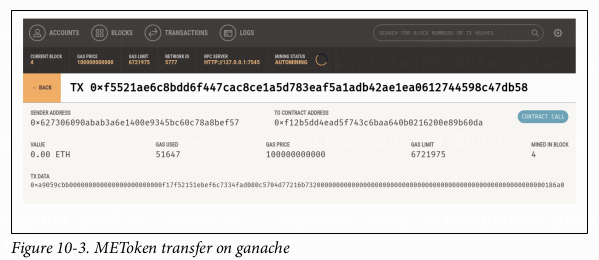 ACCOUNTS BLOCKS TRANSACTIONS LOGS SEARCH FOR BLOCK NUMBERS OR TX HASHES
CURRENT BLOCK GAS PRICE GAS LIMIT NETWORK ID RPC SERVER MINING STATUS
4 100000000000 6721975 5777 HTTP://127.0.0.1:7545 AUTOMINING
← BACK TX 0×f5521ae6c8bdd6f447cac8ce1a5d783eaf5a1adb42ae1ea0612744598c47db58
SENDER ADDRESS TO CONTRACT ADDRESS CONTRACT CALL
0×627306090abab3a6e1400e9345bc60c78a8bef57 0×f12b5dd4ead5f743c6baa640b0216200e89b60da
VALUE GAS USED GAS PRICE GAS LIMIT MINED IN BLOCK
0.00 ETH 51647 100000000000 6721975 4
TX DATA
0×a9059cbb000000000000000000000000f17f52151ebef6c7334fad080c5704d77216b73200000000000000000000000000000000000000000000000000000000000186a0
Figure 10-3. METoken transfer on ganache